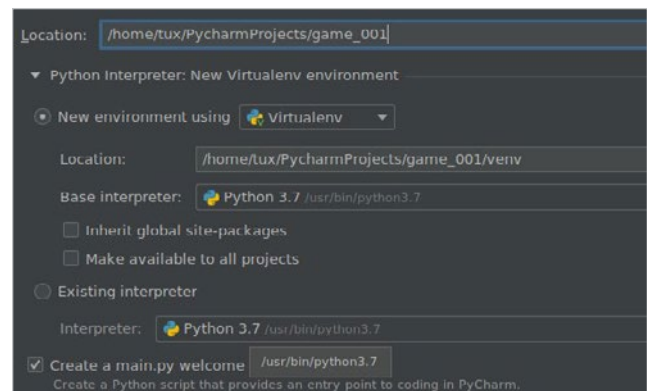 Location: /home/tux/PycharmProjects/game_001
Python Interpreter: New Virtualenv environment
New environment using Virtualenv
Location: /home/tux/PycharmProjects/game_001/venv
Base interpreter: Python 3.7 /usr/bin/python3.7
Inherit global site-packages
Make available to all projects
Existing interpreter
Interpreter: Python 3.7 /usr/bin/python3.7
Create a main.py welcome /usr/bin/python3.7
Create a Python script that provides an entry point to coding in PyCharm.